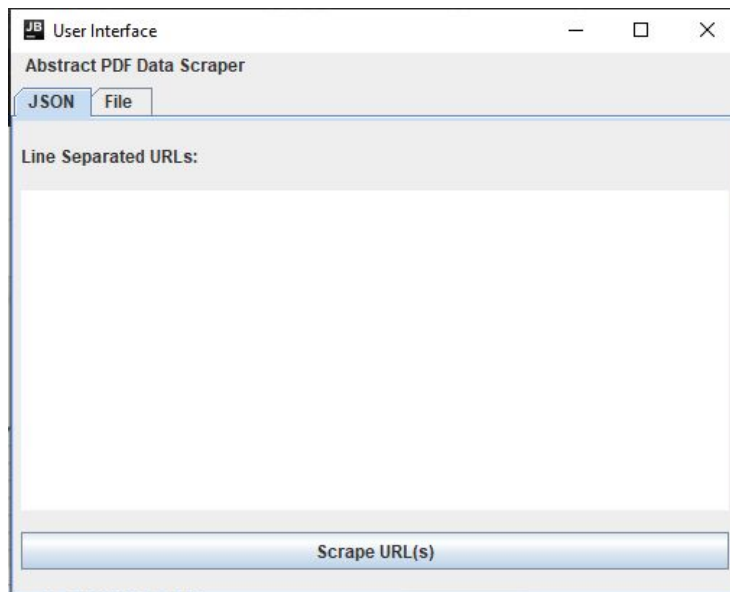 JB User Interface
Abstract PDF Data Scraper
JSON File
Line Separated URLs:
Scrape URL(s)